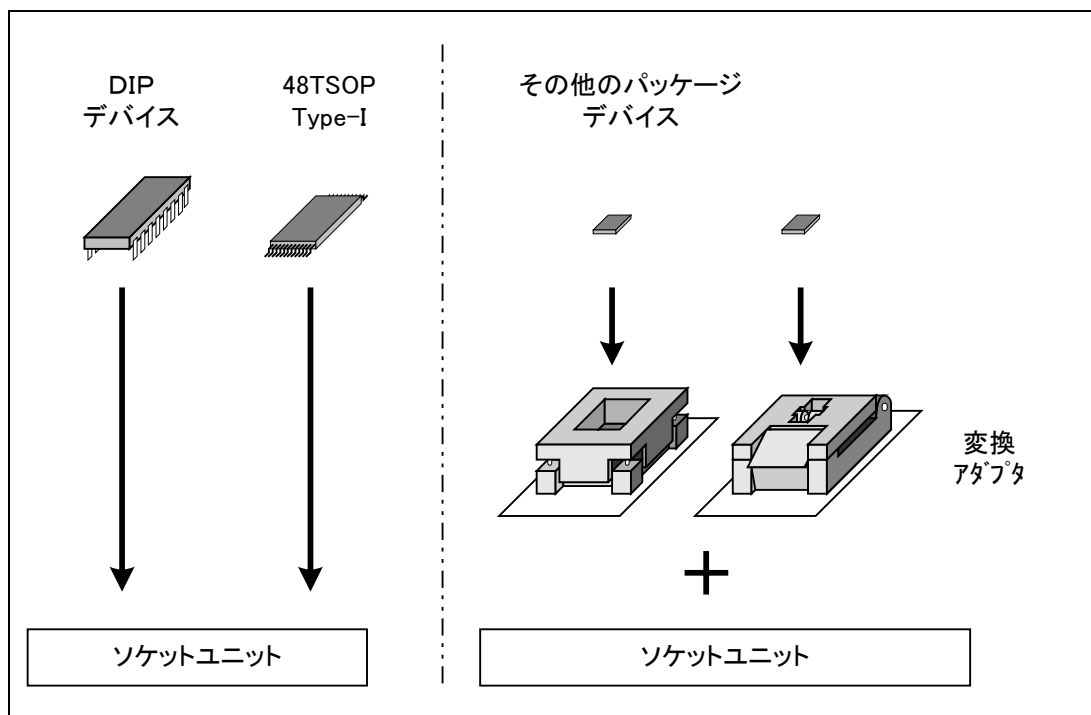 DIP
デバイス
48TSOP
Type-I
その他のパッケージ
デバイス
変換
ｱﾀﾞﾌﾟﾀ
ソケットユニット
ソケットユニット